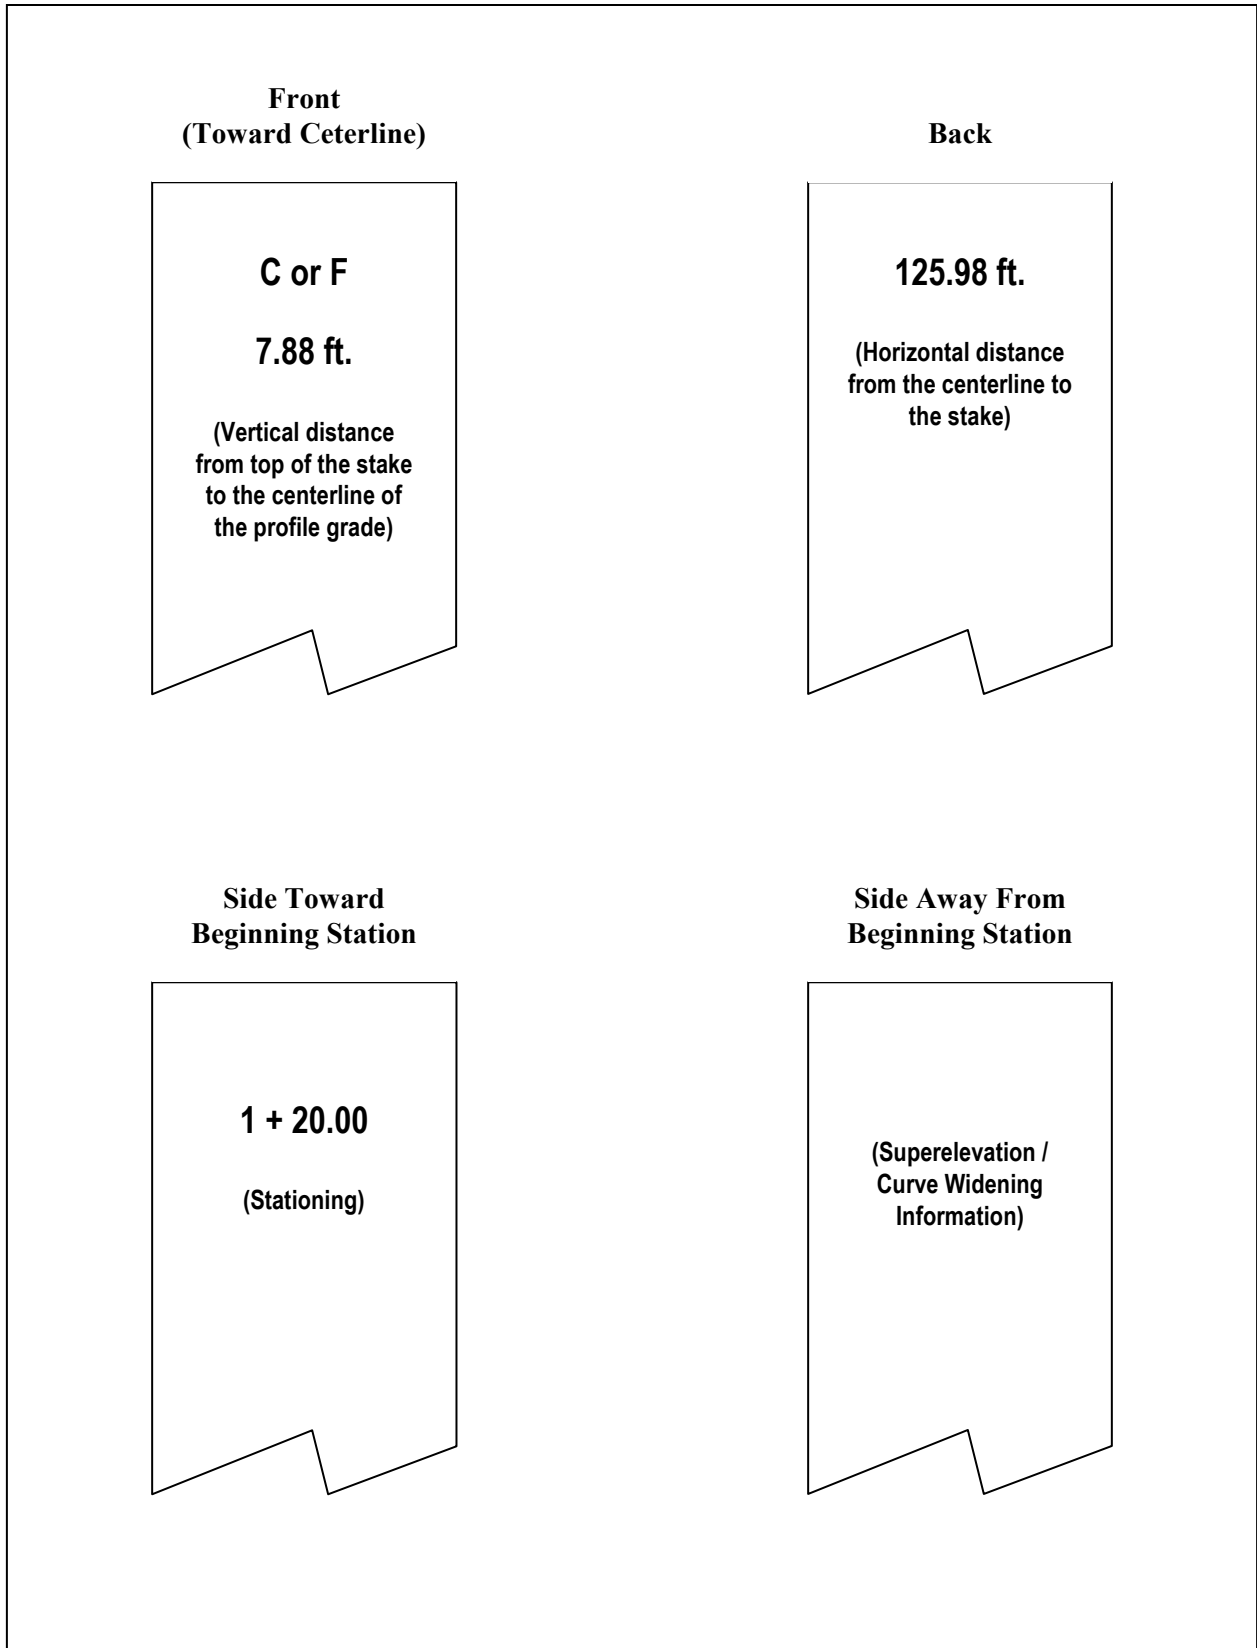 Front
(Toward Ceterline)
C or F
7.88 ft.
(Vertical distance
from top of the stake
to the centerline of
the profile grade)
Back
125.98 ft.
(Horizontal distance
from the centerline to
the stake)
Side Toward
Beginning Station
1 + 20.00
(Stationing)
Side Away From
Beginning Station
(Superelevation /
Curve Widening
Information)